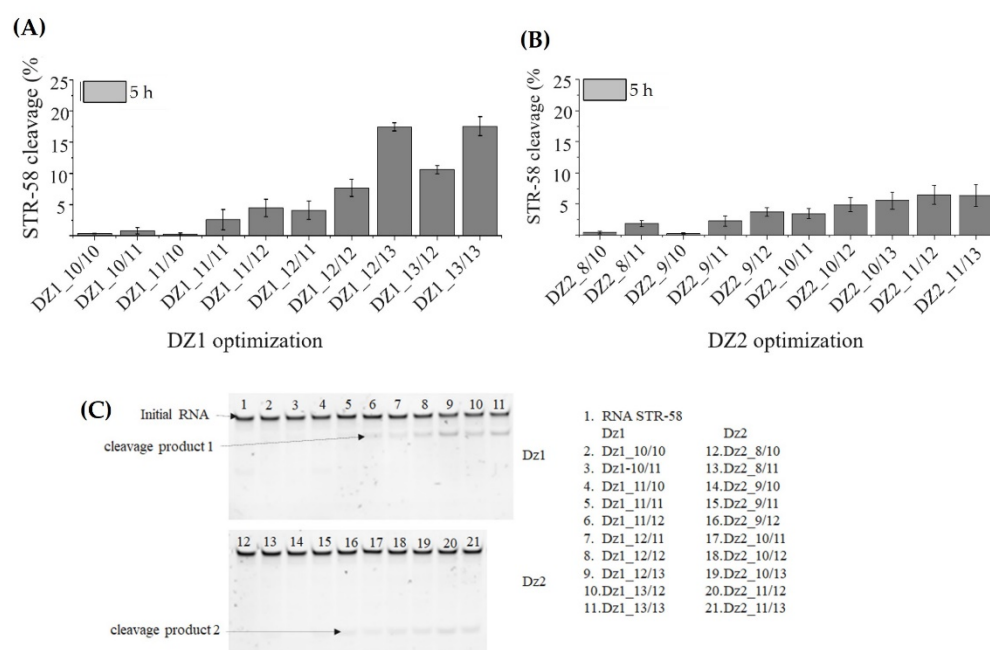 (A)
STR-58 cleavage (%
25
20
15
10
5
5 h
DZ1_10/10
DZ1_10/11
DZ1_11/10
DZ1_11/11
DZ1_11/12
DZ1_12/11
DZ1_12/12
DZ1_12/13
DZ1_13/12
DZ1_13/13
DZ1 optimization
(B)
STR-58 cleavage (%
25
20
15
10
5
5 h
DZ2_8/10
DZ2_8/11
DZ2_9/10
DZ2_9/11
DZ2_9/12
DZ2_10/11
DZ2_10/12
DZ2_10/13
DZ2_11/12
DZ2_11/13
DZ2 optimization
(C)
Initial RNA
1 2 3 4 5 6 7 8 9 10 11
cleavage product 1
Dz1
12 13 14 15 16 17 18 19 20 21
Dz2
cleavage product 2
1. RNA STR-58
Dz1 Dz2
2. Dz1_10/10 12.Dz2_8/10
3. Dz1-10/11 13.Dz2_8/11
4. Dz1_11/10 14.Dz2_9/10
5. Dz1_11/11 15.Dz2_9/11
6. Dz1_11/12 16.Dz2_9/12
7. Dz1_12/11 17.Dz2_10/11
8. Dz1_12/12 18.Dz2_10/12
9. Dz1_12/13 19.Dz2_10/13
10.Dz1_13/12 20.Dz2_11/12
11.Dz1_13/13 21.Dz2_11/13